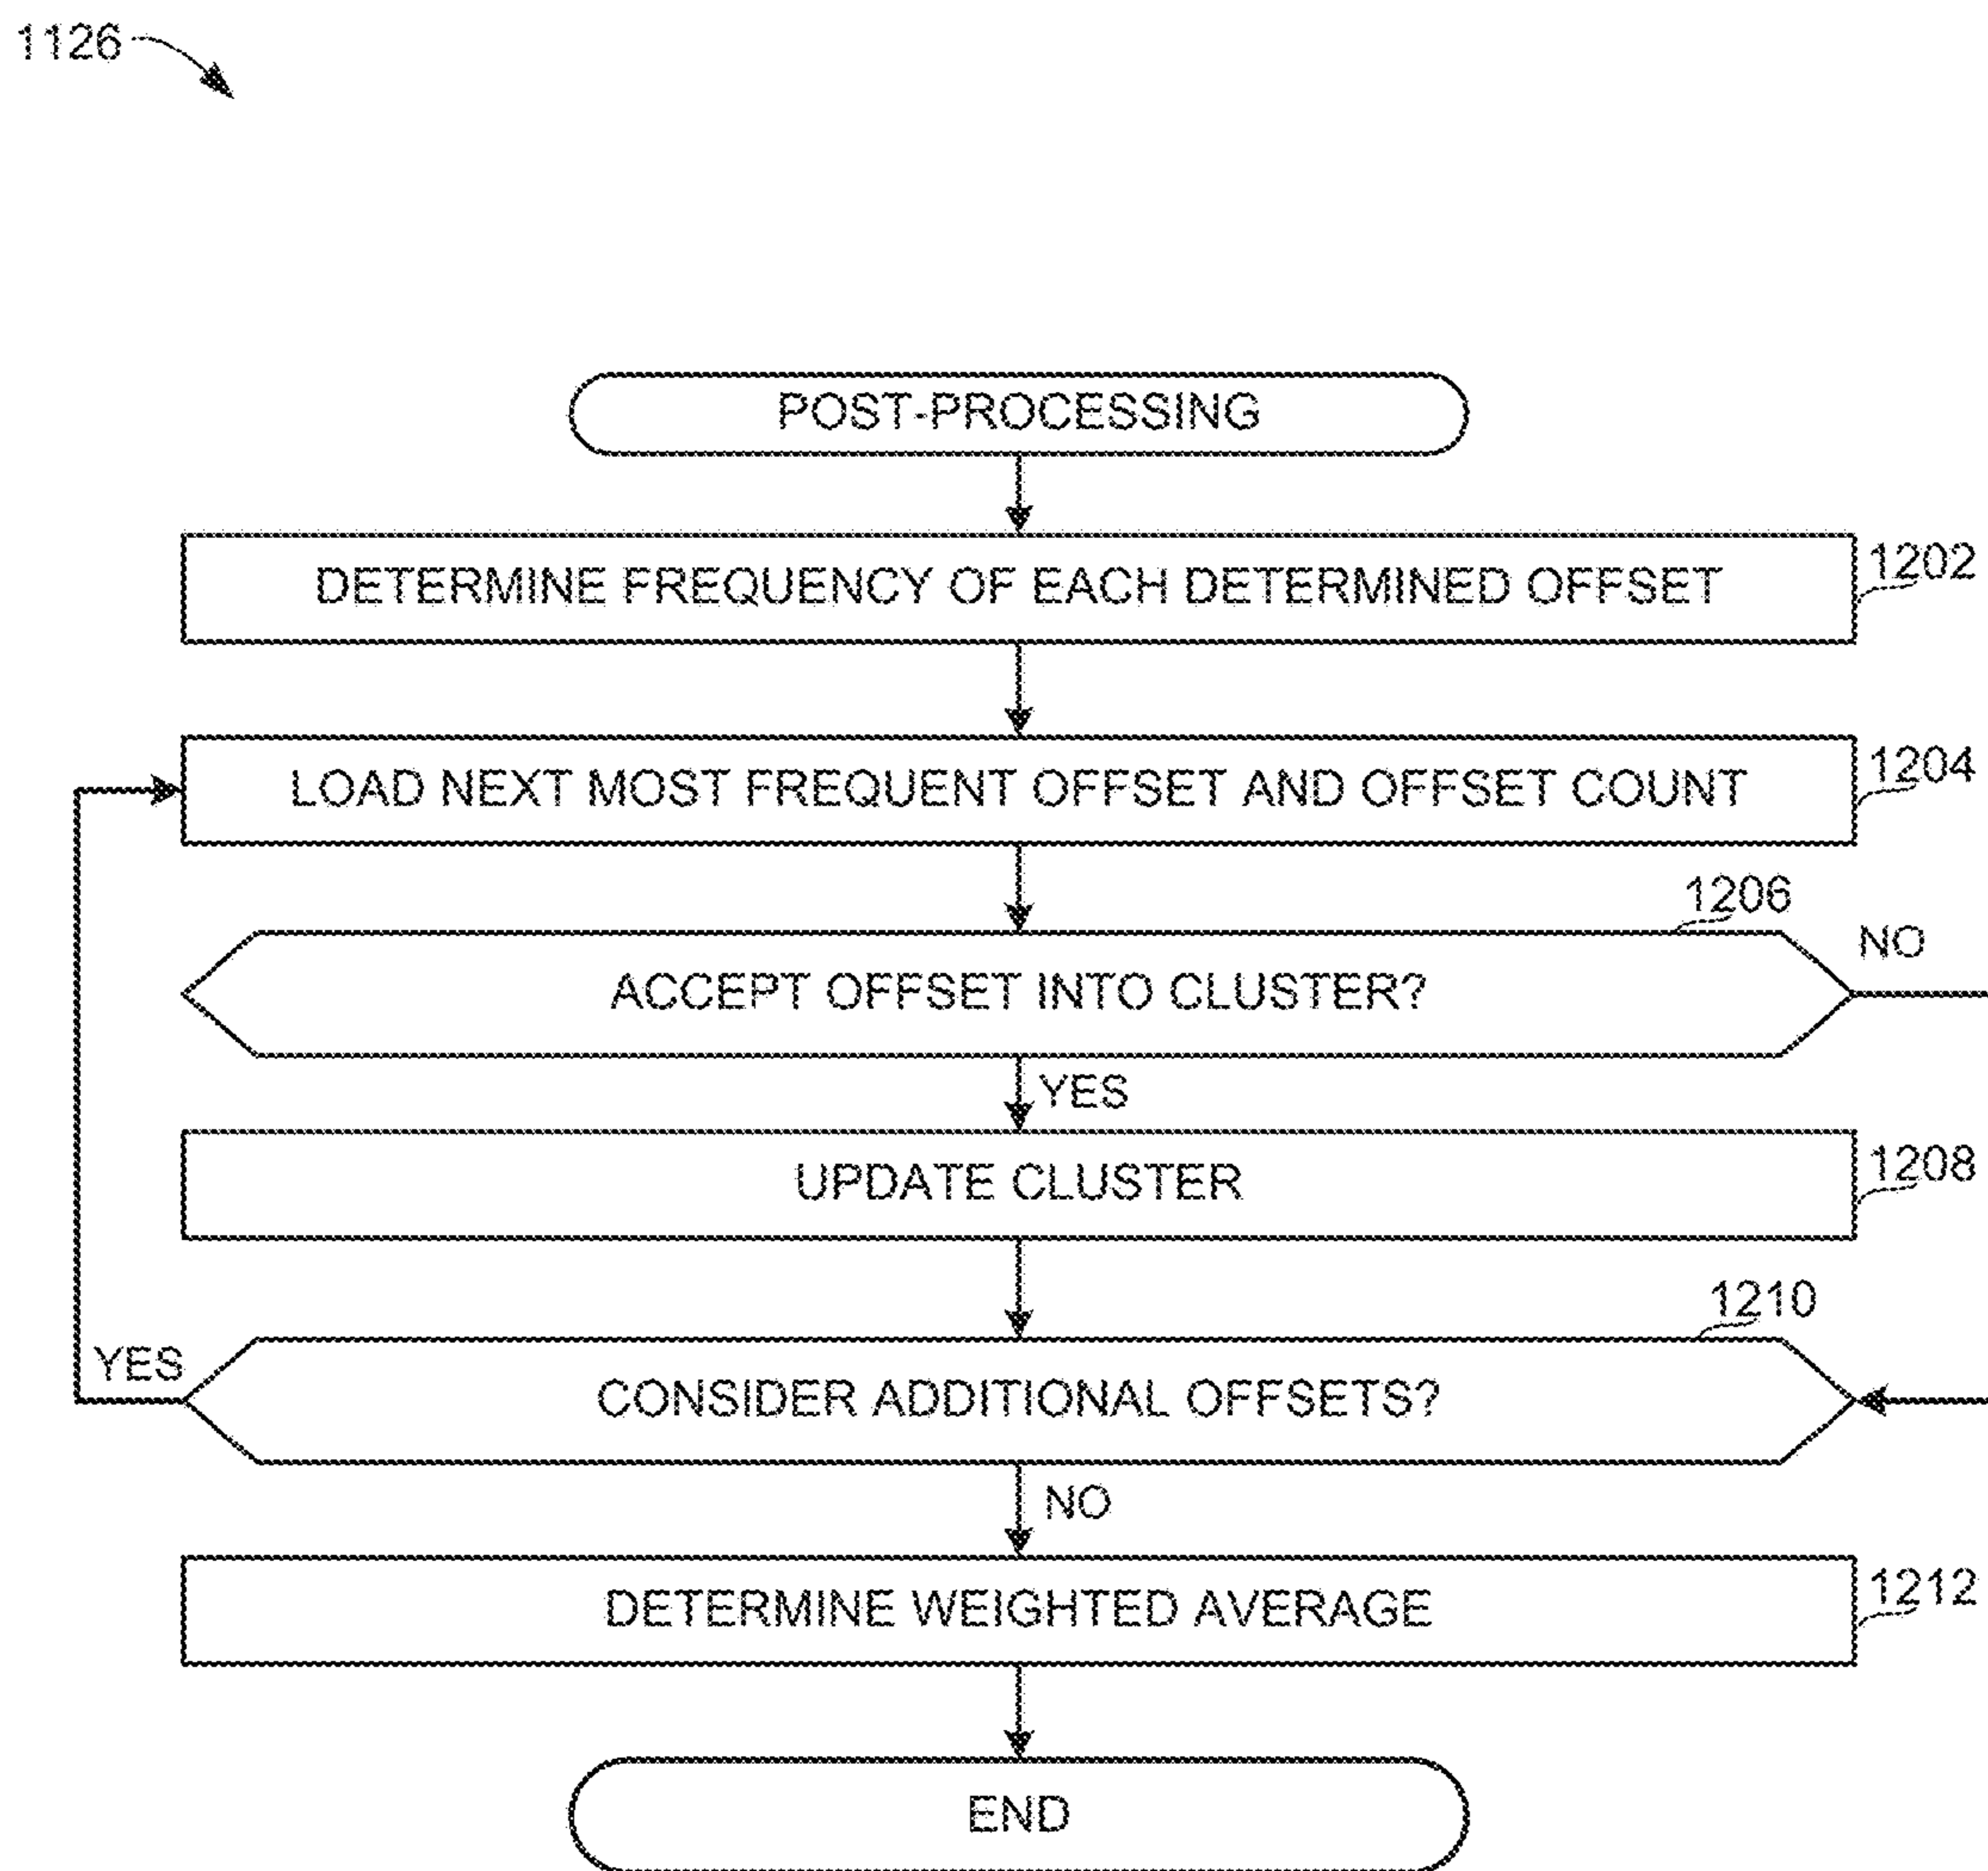 1126
POST-PROCESSING
DETERMINE FREQUENCY OF EACH DETERMINED OFFSET
1202
LOAD NEXT MOST FREQUENT OFFSET AND OFFSET COUNT
1204
1206
ACCEPT OFFSET INTO CLUSTER?
NO
YES
UPDATE CLUSTER
1208
1210
YES
CONSIDER ADDITIONAL OFFSETS?
NO
DETERMINE WEIGHTED AVERAGE
1212
END